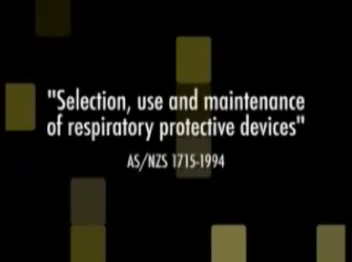 "Selection, use and maintenance
of respiratory protective devices"
AS/NZS 1715-1994